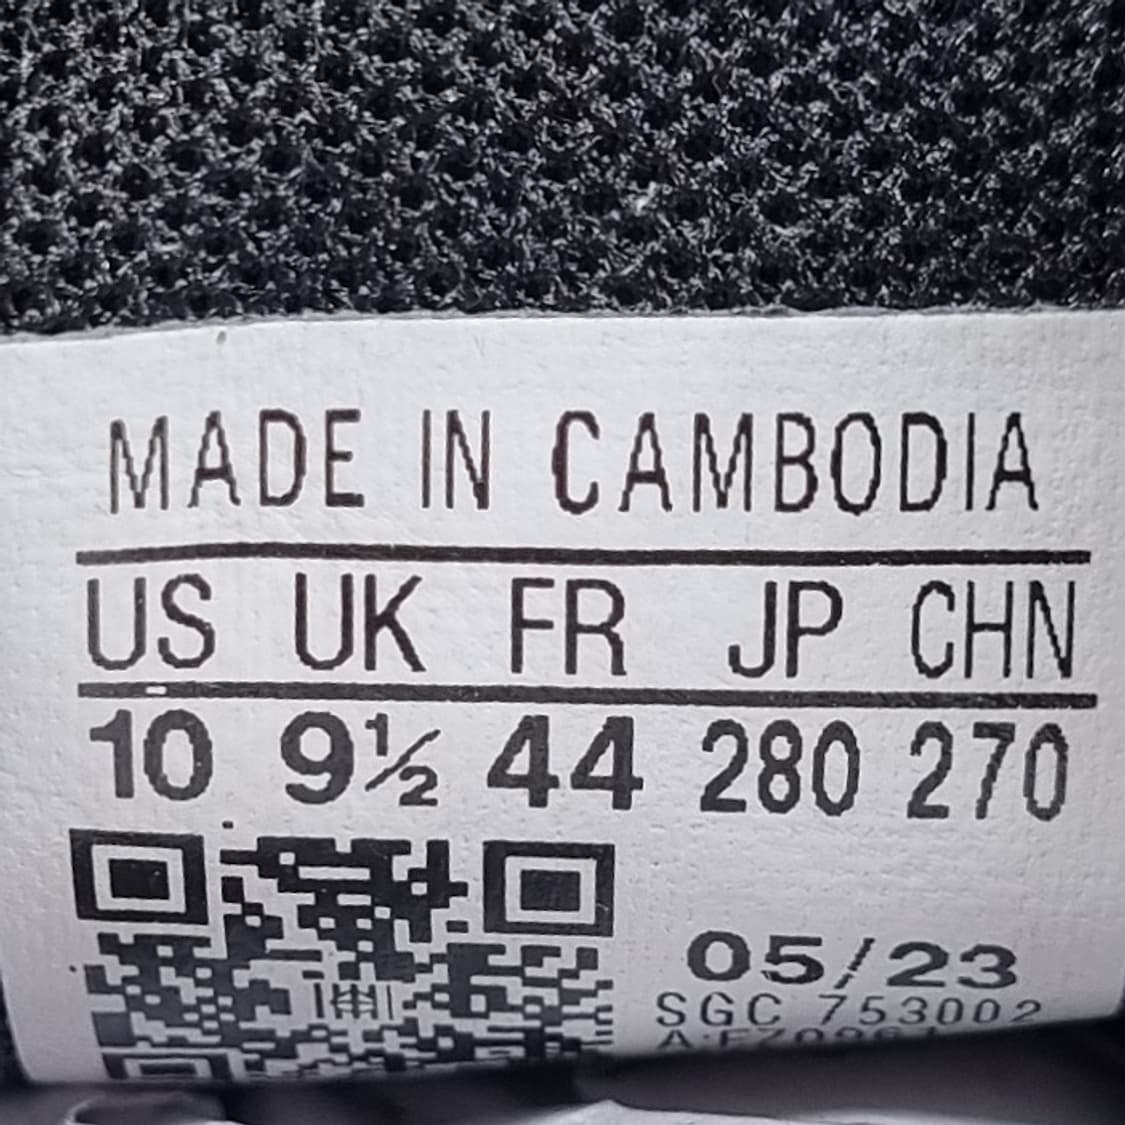 MADE IN CAMBODIA
US UK FR JP CHN
10 9½ 44 280 270
05/23
SGC 753002